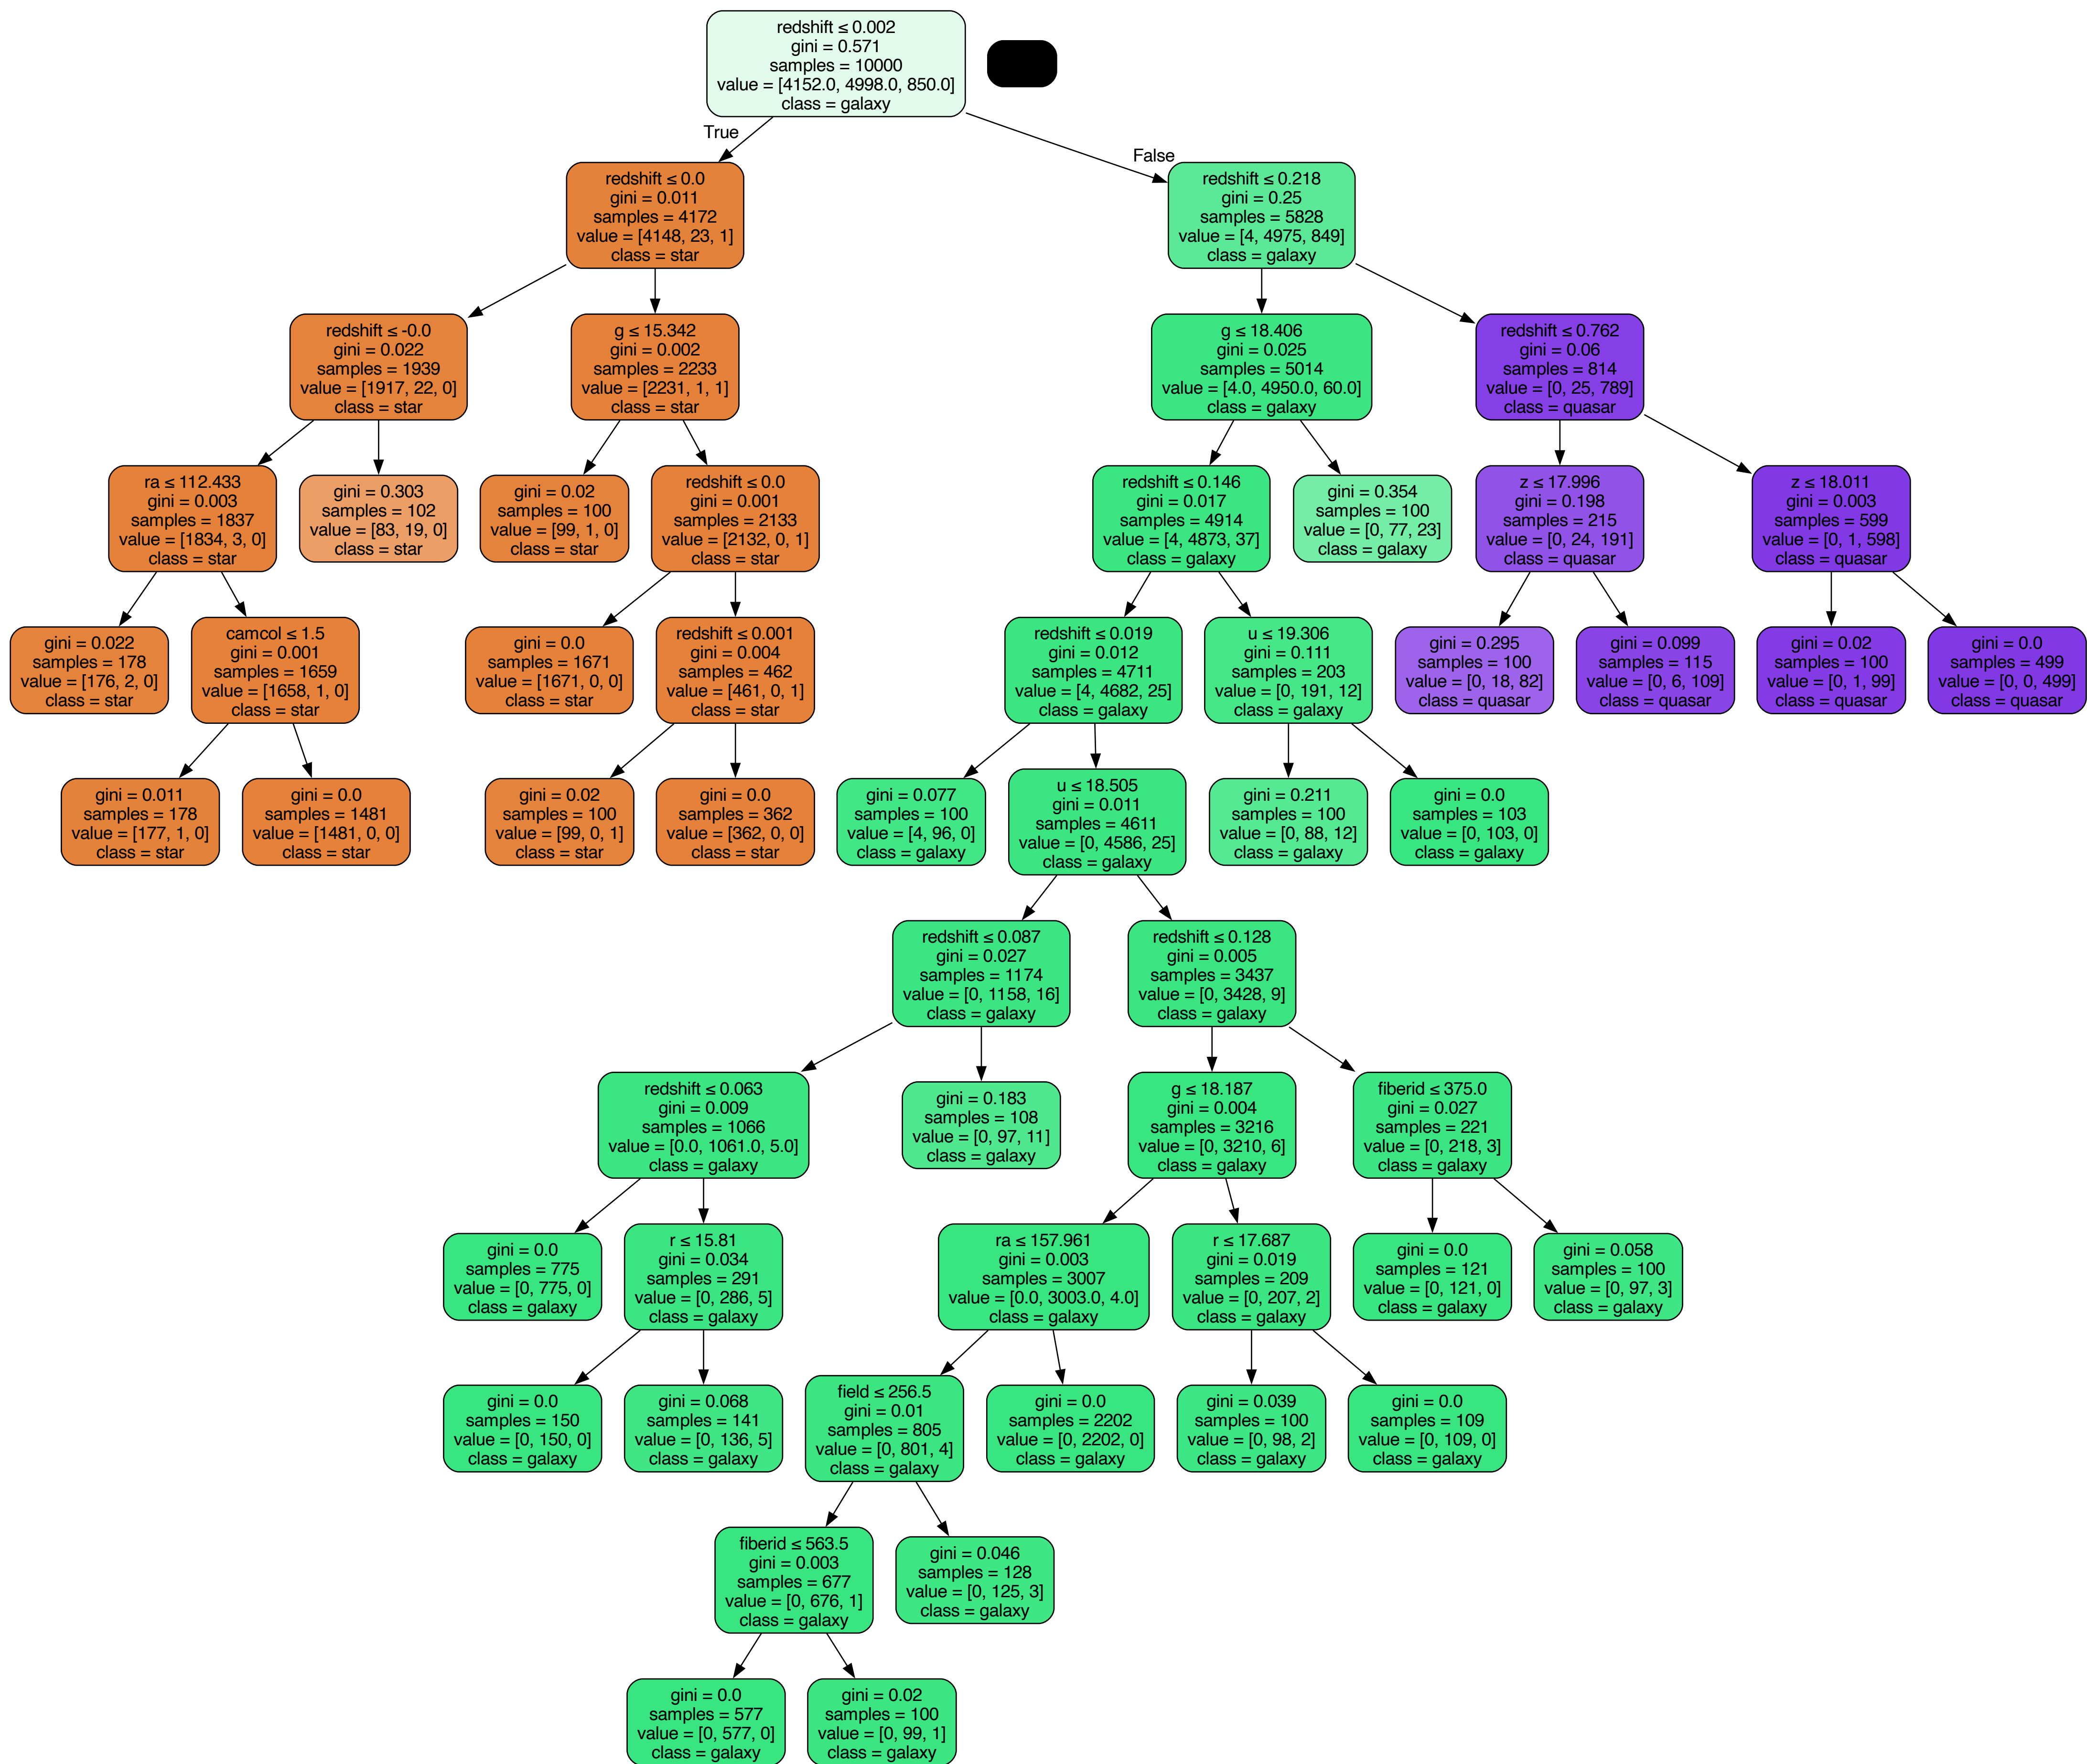 redshift ≤ 0.002
gini = 0.571
samples = 10000
value = [4152.0, 4998.0, 850.0]
class = galaxy
True
False
redshift ≤ 0.0
gini = 0.011
samples = 4172
value = [4148, 23, 1]
class = star
redshift ≤ 0.218
gini = 0.25
samples = 5828
value = [4, 4975, 849]
class = galaxy
redshift ≤ -0.0
gini = 0.022
samples = 1939
value = [1917, 22, 0]
class = star
g ≤ 15.342
gini = 0.002
samples = 2233
value = [2231, 1, 1]
class = star
g ≤ 18.406
gini = 0.025
samples = 5014
value = [4.0, 4950.0, 60.0]
class = galaxy
redshift ≤ 0.762
gini = 0.06
samples = 814
value = [0, 25, 789]
class = quasar
ra ≤ 112.433
gini = 0.003
samples = 1837
value = [1834, 3, 0]
class = star
gini = 0.303
samples = 102
value = [83, 19, 0]
class = star
gini = 0.02
samples = 100
value = [99, 1, 0]
class = star
redshift ≤ 0.0
gini = 0.001
samples = 2133
value = [2132, 0, 1]
class = star
redshift ≤ 0.146
gini = 0.017
samples = 4914
value = [4, 4873, 37]
class = galaxy
gini = 0.354
samples = 100
value = [0, 77, 23]
class = galaxy
z ≤ 17.996
gini = 0.198
samples = 215
value = [0, 24, 191]
class = quasar
z ≤ 18.011
gini = 0.003
samples = 599
value = [0, 1, 598]
class = quasar
gini = 0.022
samples = 178
value = [176, 2, 0]
class = star
camcol ≤ 1.5
gini = 0.001
samples = 1659
value = [1658, 1, 0]
class = star
gini = 0.0
samples = 1671
value = [1671, 0, 0]
class = star
redshift ≤ 0.001
gini = 0.004
samples = 462
value = [461, 0, 1]
class = star
redshift ≤ 0.019
gini = 0.012
samples = 4711
value = [4, 4682, 25]
class = galaxy
u ≤ 19.306
gini = 0.111
samples = 203
value = [0, 191, 12]
class = galaxy
gini = 0.295
samples = 100
value = [0, 18, 82]
class = quasar
gini = 0.099
samples = 115
value = [0, 6, 109]
class = quasar
gini = 0.02
samples = 100
value = [0, 1, 99]
class = quasar
gini = 0.0
samples = 499
value = [0, 0, 499]
class = quasar
gini = 0.011
samples = 178
value = [177, 1, 0]
class = star
gini = 0.0
samples = 1481
value = [1481, 0, 0]
class = star
gini = 0.02
samples = 100
value = [99, 0, 1]
class = star
gini = 0.0
samples = 362
value = [362, 0, 0]
class = star
gini = 0.077
samples = 100
value = [4, 96, 0]
class = galaxy
u ≤ 18.505
gini = 0.011
samples = 4611
value = [0, 4586, 25]
class = galaxy
gini = 0.211
samples = 100
value = [0, 88, 12]
class = galaxy
gini = 0.0
samples = 103
value = [0, 103, 0]
class = galaxy
redshift ≤ 0.087
gini = 0.027
samples = 1174
value = [0, 1158, 16]
class = galaxy
redshift ≤ 0.128
gini = 0.005
samples = 3437
value = [0, 3428, 9]
class = galaxy
redshift ≤ 0.063
gini = 0.009
samples = 1066
value = [0.0, 1061.0, 5.0]
class = galaxy
gini = 0.183
samples = 108
value = [0, 97, 11]
class = galaxy
g ≤ 18.187
gini = 0.004
samples = 3216
value = [0, 3210, 6]
class = galaxy
fiberid ≤ 375.0
gini = 0.027
samples = 221
value = [0, 218, 3]
class = galaxy
gini = 0.0
samples = 775
value = [0, 775, 0]
class = galaxy
r ≤ 15.81
gini = 0.034
samples = 291
value = [0, 286, 5]
class = galaxy
ra ≤ 157.961
gini = 0.003
samples = 3007
value = [0.0, 3003.0, 4.0]
class = galaxy
r ≤ 17.687
gini = 0.019
samples = 209
value = [0, 207, 2]
class = galaxy
gini = 0.0
samples = 121
value = [0, 121, 0]
class = galaxy
gini = 0.058
samples = 100
value = [0, 97, 3]
class = galaxy
gini = 0.0
samples = 150
value = [0, 150, 0]
class = galaxy
gini = 0.068
samples = 141
value = [0, 136, 5]
class = galaxy
field ≤ 256.5
gini = 0.01
samples = 805
value = [0, 801, 4]
class = galaxy
gini = 0.0
samples = 2202
value = [0, 2202, 0]
class = galaxy
gini = 0.039
samples = 100
value = [0, 98, 2]
class = galaxy
gini = 0.0
samples = 109
value = [0, 109, 0]
class = galaxy
fiberid ≤ 563.5
gini = 0.003
samples = 677
value = [0, 676, 1]
class = galaxy
gini = 0.046
samples = 128
value = [0, 125, 3]
class = galaxy
gini = 0.0
samples = 577
value = [0, 577, 0]
class = galaxy
gini = 0.02
samples = 100
value = [0, 99, 1]
class = galaxy